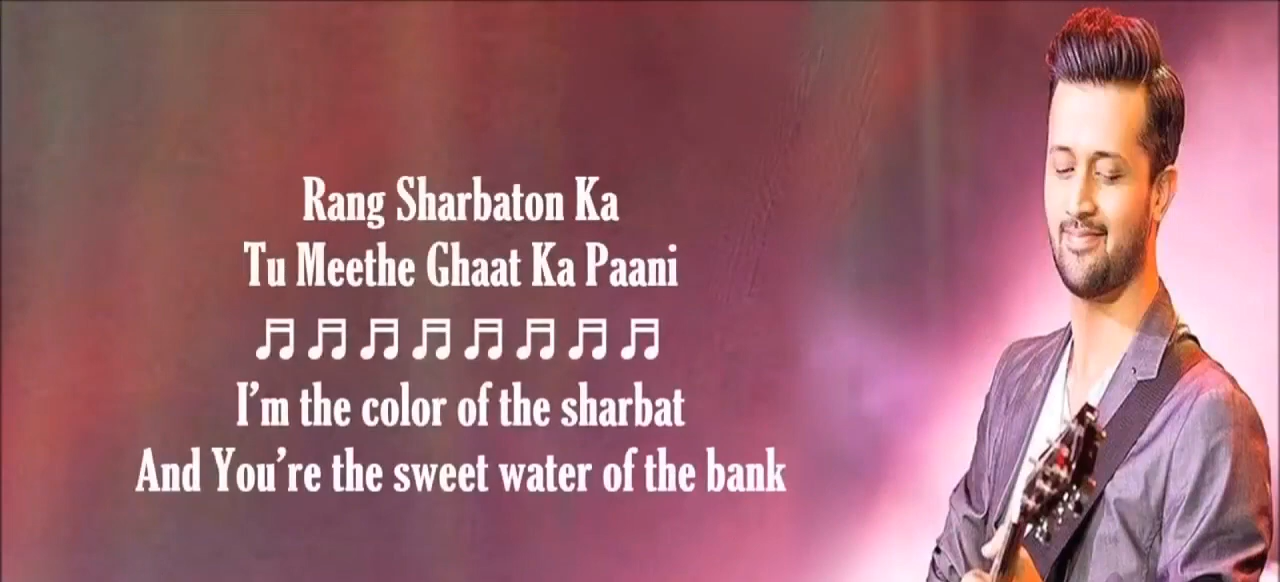 Rang Sharbaton Ka
Tu Meethe Ghaat Ka Paani
♬ ♬ ♬ ♬ ♬ ♬ ♬ ♬
I'm the color of the sharbat
And You're the sweet water of the bank